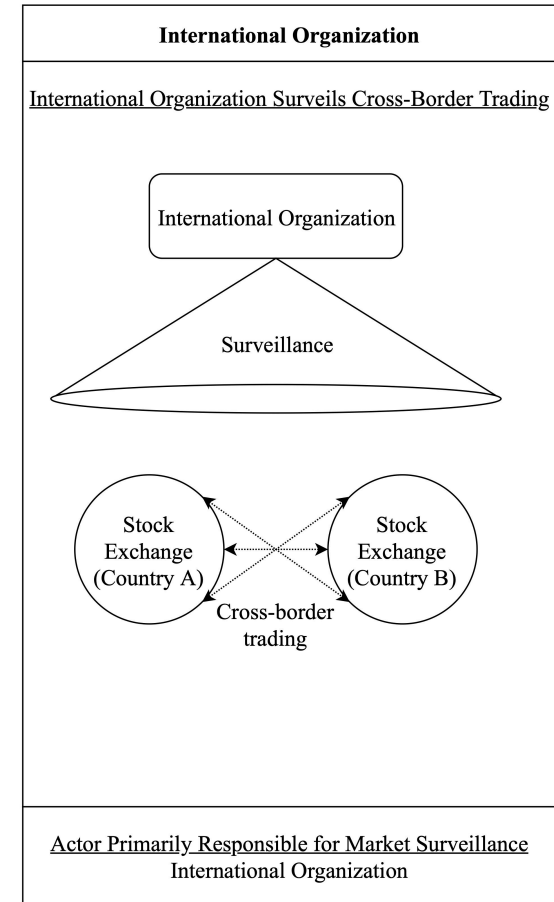 International Organization
International Organization Surveils Cross-Border Trading
International Organization
Surveillance
Stock
Exchange
(Country A)
Stock
Exchange
(Country B)
Cross-border
trading
Actor Primarily Responsible for Market Surveillance
International Organization